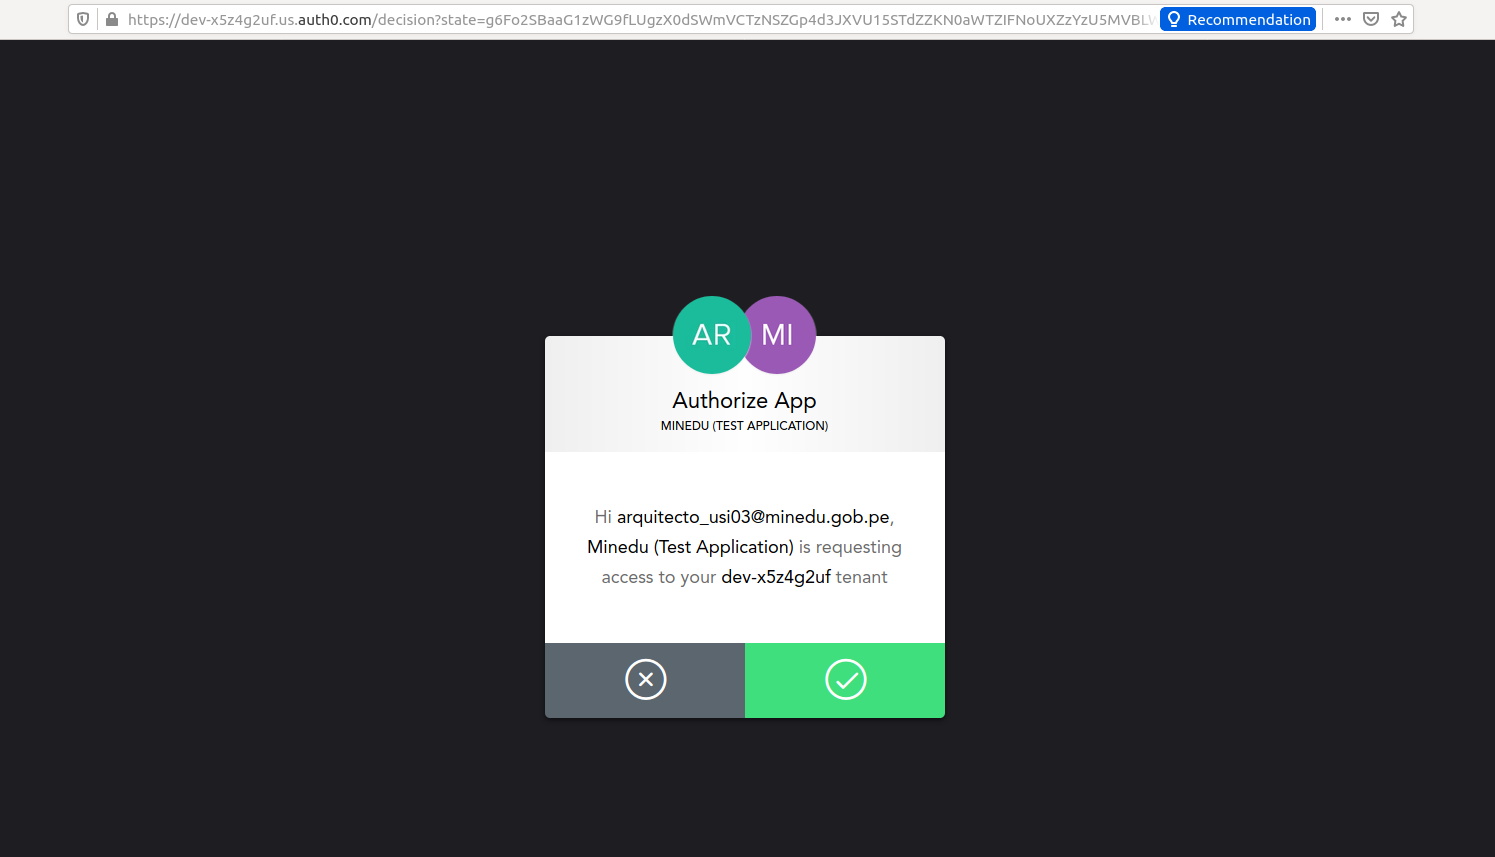 https://dev-x5z4g2uf.us.auth0.com/decision?state=g6Fo2SBaaG1zWG9fLUgzX0dSWmVCTzNSZGp4d3JXVU15STdZZKN0aWTZIFNoUXZzYzU5MVBL
Recommendation
AR MI
Authorize App
MINEDU (TEST APPLICATION)
Hi arquitecto_usi03@minedu.gob.pe,
Minedu (Test Application) is requesting
access to your dev-x5z4g2uf tenant